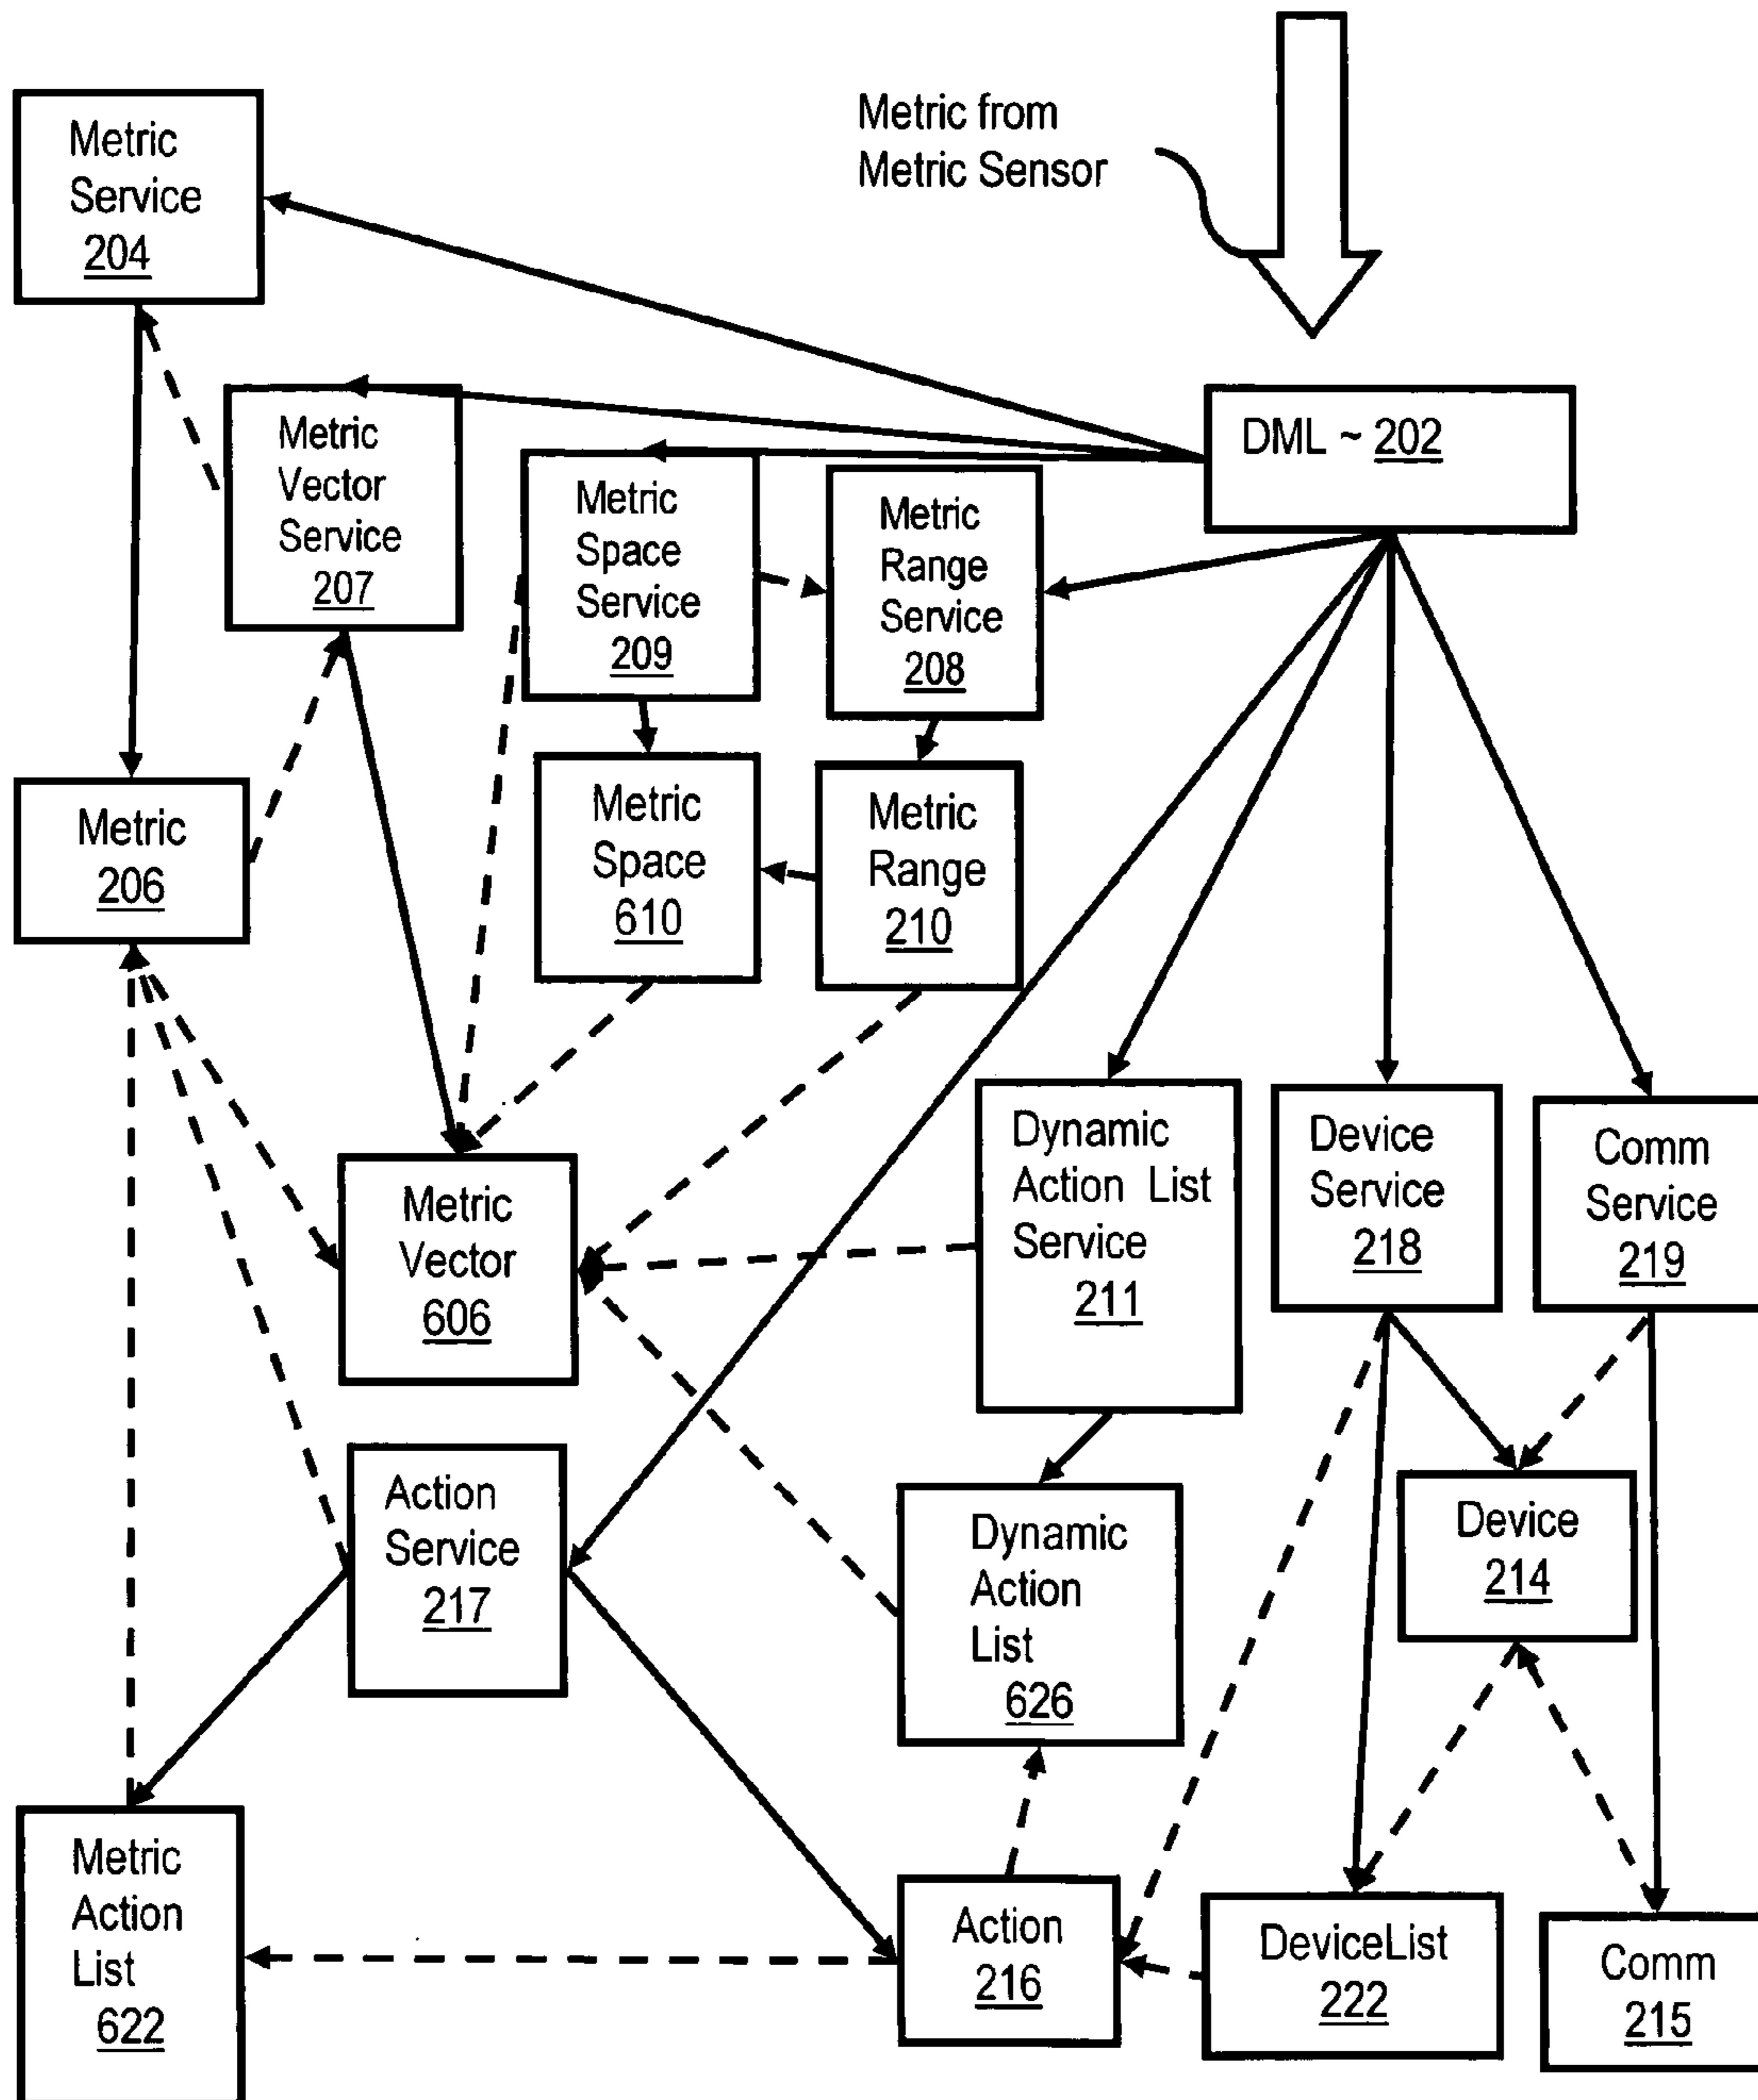 Metric from
Metric Sensor
Metric
Service
204
DML ~ 202
Metric
Vector
Service
207
Metric
Space
Service
209
Metric
Range
Service
208
Metric
206
Metric
Space
610
Metric
Range
210
Dynamic
Action List
Service
211
Device
Service
218
Comm
Service
219
Metric
Vector
606
Action
Service
217
Dynamic
Action
List
626
Device
214
Metric
Action
List
622
Action
216
DeviceList
222
Comm
215